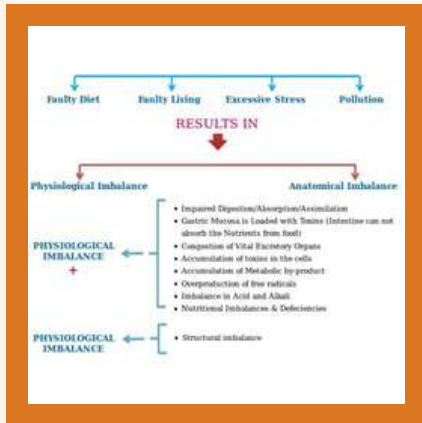 Faulty Diet Faulty Living Excessive Stress Pollution
RESULTS IN
Physiological Imbalance Anatomical Imbalance
PHYSIOLOGICAL
IMBALANCE
+
• Impaired Digestion/Absorption/Assimilation
• Gastric Mucosa is Loaded with Toxins (Intestine can not
absorb the Nutrients from food)
• Congestion of Vital Excretory Organs
• Accumulation of toxins in the cells
• Accumulation of Metabolic by-product
• Overproduction of free radicals
• Imbalance in Acid and Alkali
• Nutritional Imbalances & Defeciencies
PHYSIOLOGICAL
IMBALANCE
• Structural imbalance